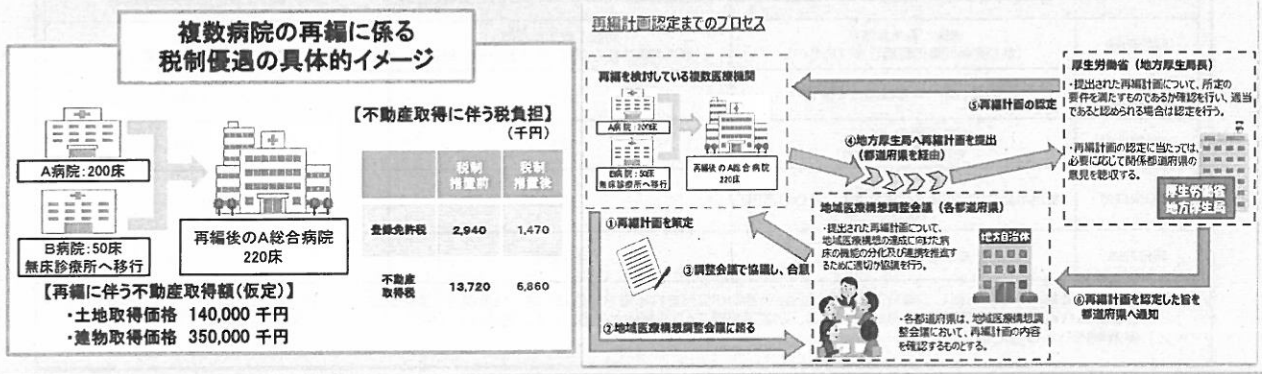 複数病院の再編に係る
税制優遇の具体的イメージ
A病院:200床
B病院:50床
無床診療所へ移行
再編後のA総合病院
220床
【不動産取得に伴う税負担】
(千円)
税制
措置前
税制
措置後
登録免許税
2,940
1,470
不動産
取得税
13,720
6,860
【再編に伴う不動産取得額(仮定)】
・土地取得価格 140,000 千円
・建物取得価格 350,000 千円
再編計画認定までのプロセス
再編を検討している複数医療機関
A病院:200床
B病院:50床
無床診療所へ移行
再編後のA総合病院
220床
①再編計画を策定
②地域医療構想調整会議に諮る
③調整会議で協議し、合意
④地方厚生局へ再編計画を提出
(都道府県を経由)
⑤再編計画の認定
厚生労働省(地方厚生局長)
・提出された再編計画について、所定の
要件を満たすものであるか確認を行い、適当
であると認められる場合は認定を行う。
・再編計画の認定に当たっては、
必要に応じて関係都道府県の
意見を聴収する。
厚生労働省
地方厚生局
地域医療構想調整会議(各都道府県)
・提出された再編計画について、
地域医療構想の達成に向けた病
床の機能の分化及び連携を推進す
るために適切か協議を行う。
地方自治体
・各都道府県は、地域医療構想調
整会議において、再編計画の内容
を確認するものとする。
⑥再編計画を認定した旨を
都道府県へ通知